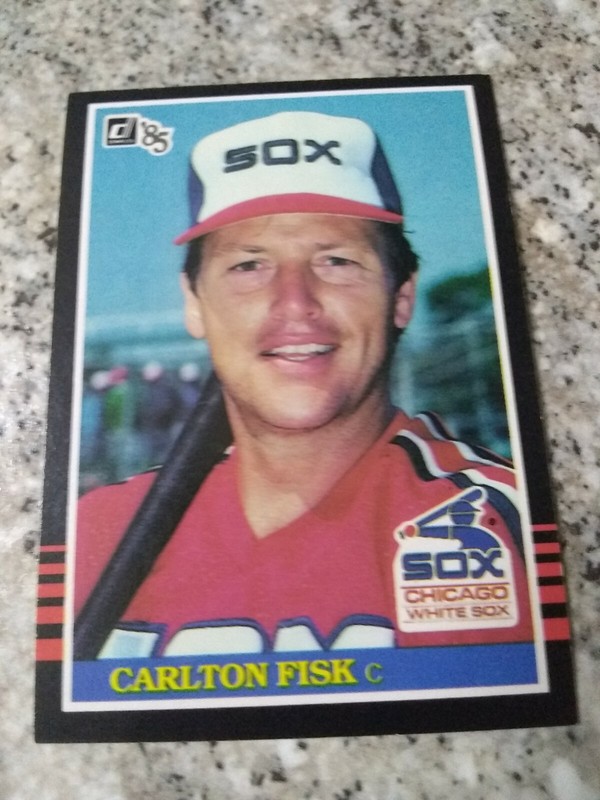 '85
SOX
SOX
CHICAGO
WHITE SOX
CARLTON FISK C